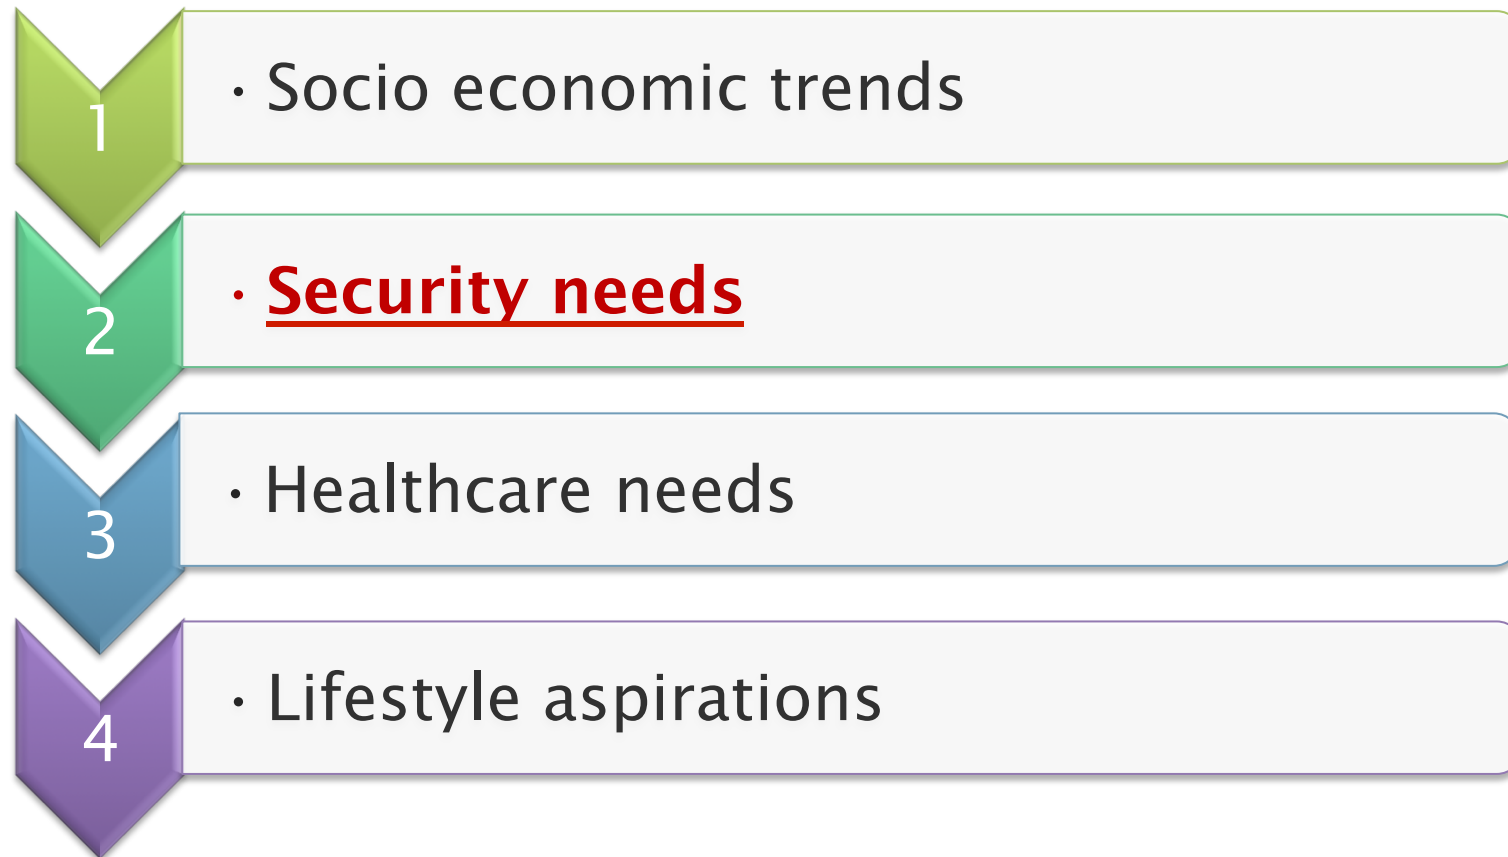 1
· Socio economic trends
2
· Security needs
3
· Healthcare needs
4
· Lifestyle aspirations